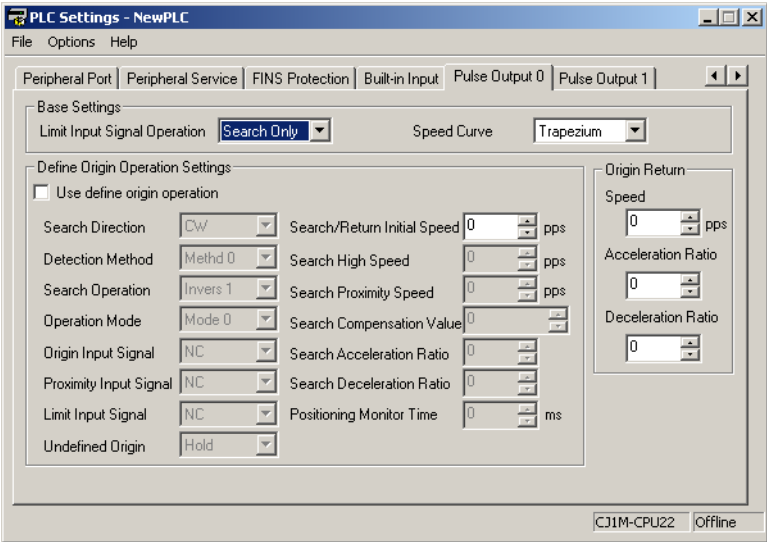 PLC Settings - NewPLC
File Options Help
Peripheral Port Peripheral Service FINS Protection Built-in Input Pulse Output 0 Pulse Output 1
Base Settings
Limit Input Signal Operation Search Only Speed Curve Trapezium
Define Origin Operation Settings
Use define origin operation
Search Direction CW
Detection Method Methd 0
Search Operation Invers 1
Operation Mode Mode 0
Origin Input Signal NC
Proximity Input Signal NC
Limit Input Signal NC
Undefined Origin Hold
Search/Return Initial Speed 0 pps
Search High Speed 0 pps
Search Proximity Speed 0 pps
Search Compensation Value 0
Search Acceleration Ratio 0
Search Deceleration Ratio 0
Positioning Monitor Time 0 ms
Origin Return
Speed
0 pps
Acceleration Ratio
0
Deceleration Ratio
0
CJ1M-CPU22 Offline